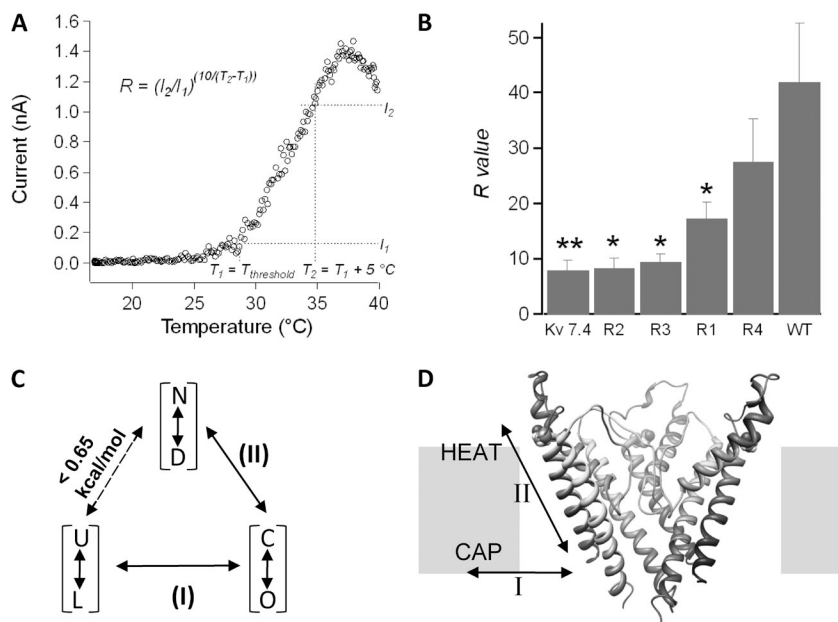 A
1.6
1.4
1.2
1.0
0.8
0.6
0.4
0.2
0.0
Current (nA)
R = (I2/I1)^(10/(T2-T1))
I2
I1
T1 = Tthreshold T2 = T1 + 5 °C
20 25 30 35 40
Temperature (°C)
B
50
40
30
20
10
0
R value
** * * *
Kv 7.4 R2 R3 R1 R4 WT
C
N
D
< 0.65
kcal/mol
(II)
U
L
(I)
C
O
D
HEAT
II
CAP
I